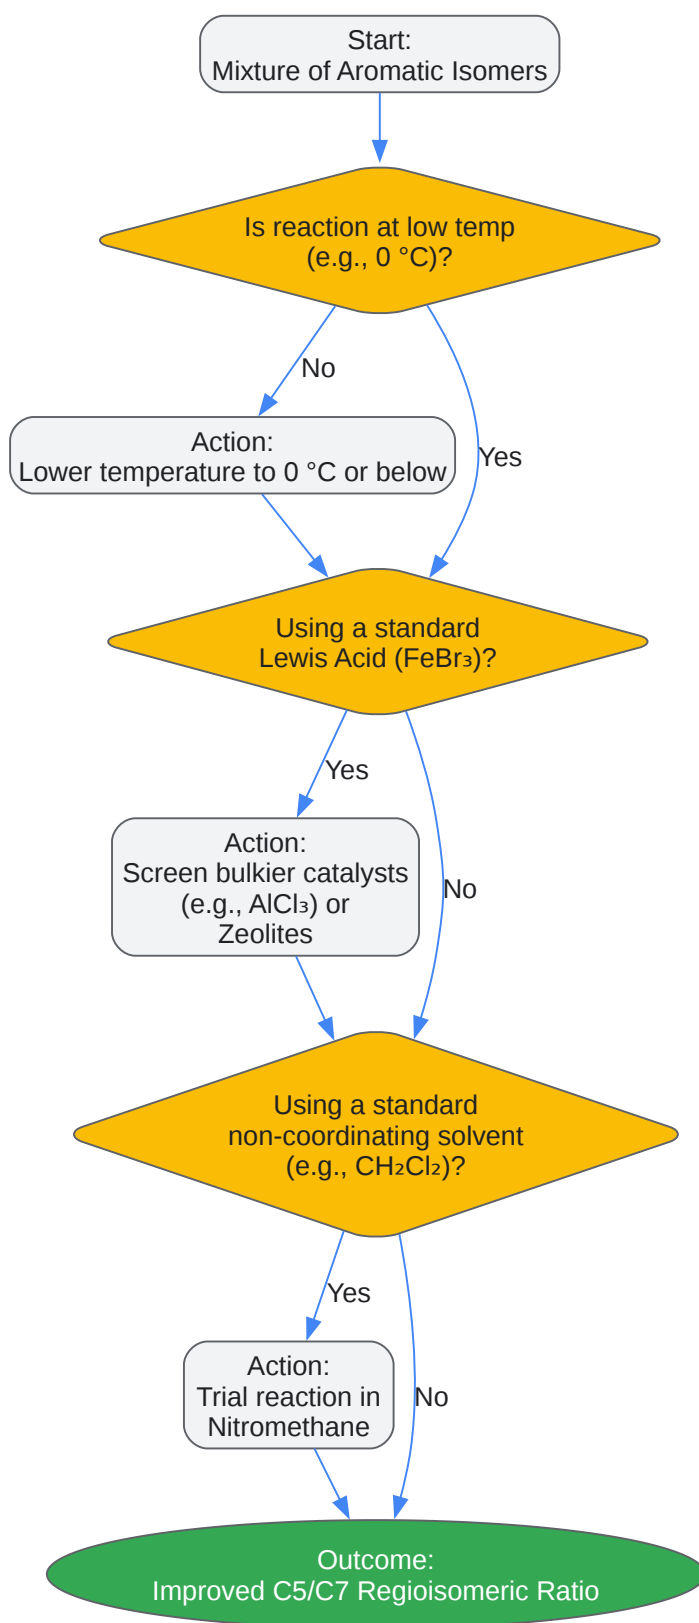 Start:
Mixture of Aromatic Isomers
Is reaction at low temp
(e.g., 0 °C)?
No
Yes
Action:
Lower temperature to 0 °C or below
Using a standard
Lewis Acid (FeBr₃)?
Yes
No
Action:
Screen bulkier catalysts
(e.g., AlCl₃) or
Zeolites
Using a standard
non-coordinating solvent
(e.g., CH₂Cl₂)?
Yes
No
Action:
Trial reaction in
Nitromethane
Outcome:
Improved C5/C7 Regioisomeric Ratio